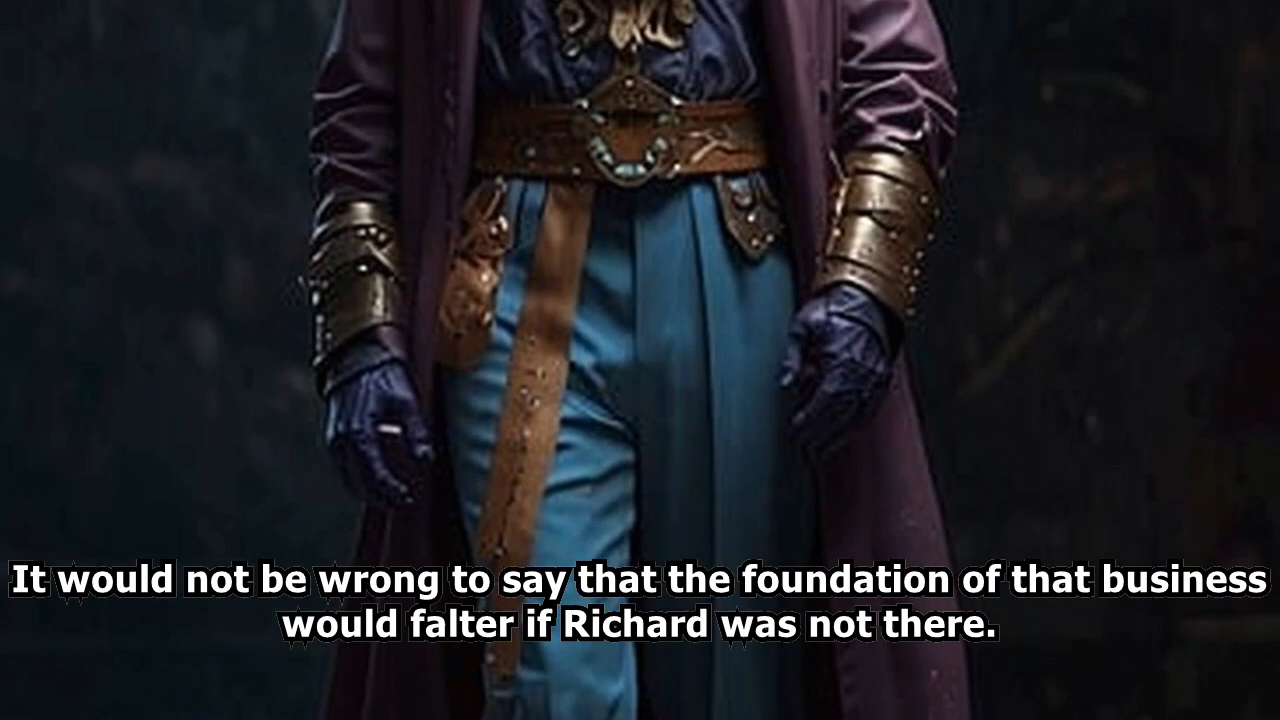 It would not be wrong to say that the foundation of that business
would falter if Richard was not there.